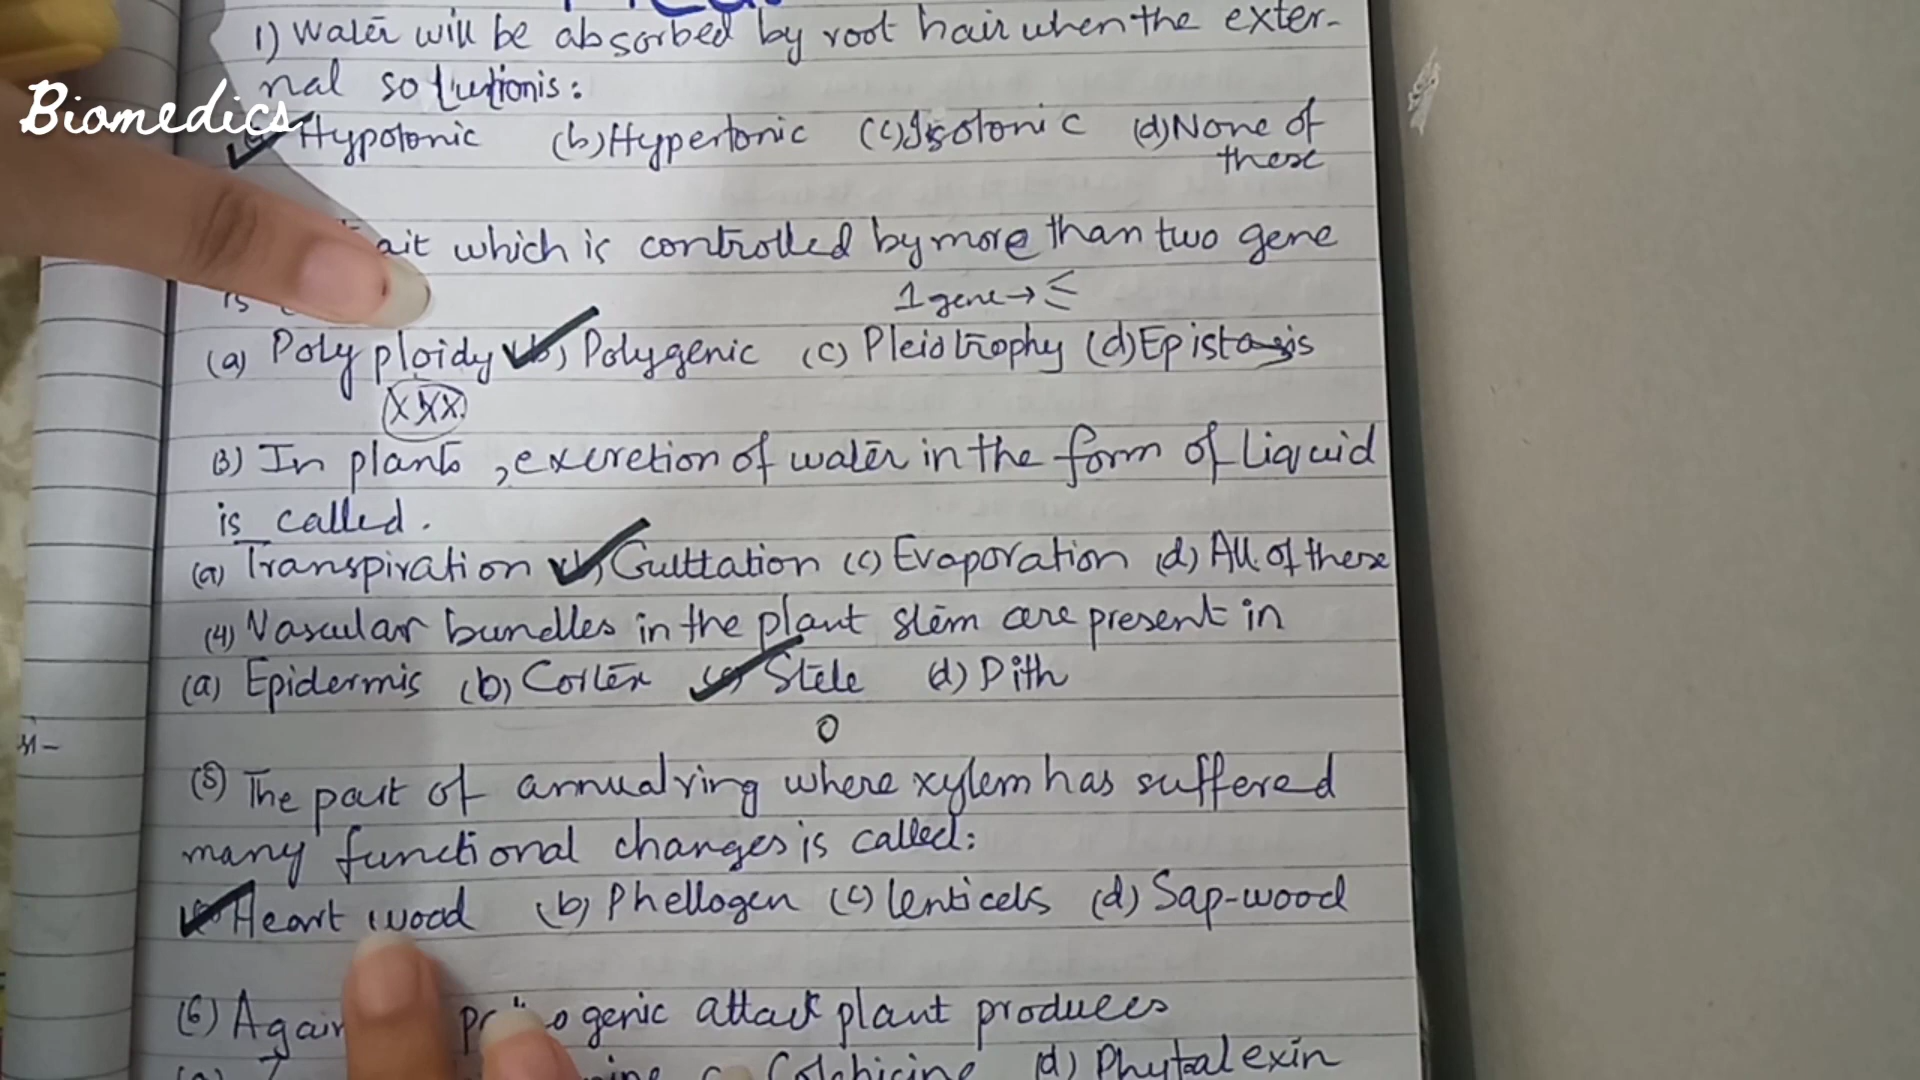 1) Water will be absorbed by root hair when the exter-
nal solutionis:
Biomedics
Hypotonic (b) Hypertonic (c) Isotonic (d) None of
these
ait which is controlled by more than two gene
is
1 gene →
(a) Polyploidy (b) Polygenic (c) Pleiotrophy (d) Epistasis
XXX
(3) In plants, excretion of water in the form of Liquid
is called.
(a) Transpiration Guttation (c) Evaporation (d) All of these
(4) Vascular bundles in the plant stem are present in
(a) Epidermis (b) Cortex (c) Stele (d) Pith
(5) The part of annual ring where xylem has suffered
many functional changes is called:
Heart wood (b) Phellogen (c) lenticels (d) Sap-wood
(6) Again genic attack plant produces
Colchicine (d) Phytalexin